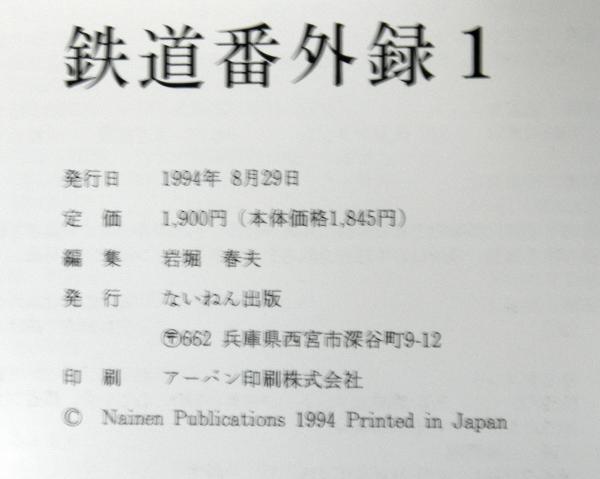 鉄道番外録1
発行日 1994年 8月29日
定 価 1,900円（本体価格1,845円）
編 集 岩堀 春夫
発 行 ないねん出版
〶662 兵庫県西宮市深谷町9-12
印 刷 アーバン印刷株式会社
© Nainen Publications 1994 Printed in Japan